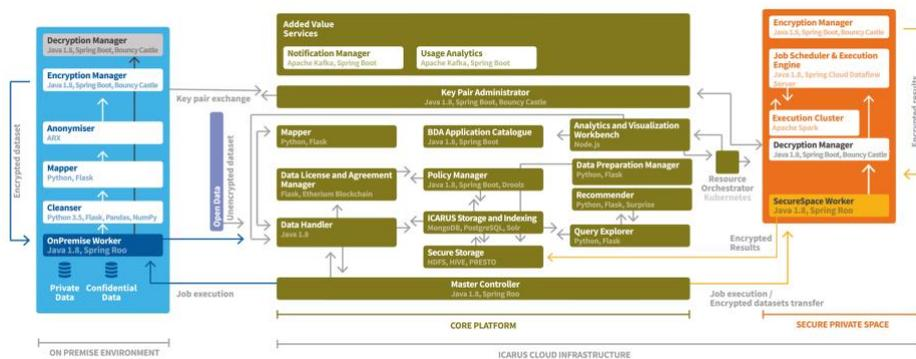 Decryption Manager
Java 1.8, Spring Boot, Bouncy Castle
Encryption Manager
Java 1.8, Spring Boot, Bouncy Castle
Anonymiser
ARX
Mapper
Python, Flask
Cleanser
Python 3.5, Flask, Pandas, NumPy
OnPremise Worker
Java 1.8, Spring Roo
Private
Data
Confidential
Data
Encrypted dataset
ON PREMISE ENVIRONMENT
Key pair exchange
Open Data
Unencrypted dataset
Job execution
Added Value
Services
Notification Manager
Apache Kafka, Spring Boot
Usage Analytics
Apache Kafka, Spring Boot
Key Pair Administrator
Java 1.8, Spring Boot, Bouncy Castle
Mapper
Python, Flask
Data License and Agreement
Manager
Flask, Etherium Blockchain
Data Handler
Java 1.8
BDA Application Catalogue
Java 1.8, Spring Boot
Policy Manager
Java 1.8, Spring Boot, Drools
ICARUS Storage and Indexing
MongoDB, PostgreSQL, Solr
Secure Storage
HDFS, HIVE, PRESTO
Analytics and Visualization
Workbench
Node.js
Data Preparation Manager
Python, Flask
Recommender
Python, Flask, Surprize
Query Explorer
Python, Flask
Master Controller
Java 1.8, Spring Roo
CORE PLATFORM
Resource
Orchestrator
Kubernetes
Encrypted
Results
Job execution /
Encrypted datasets transfer
Encryption Manager
Java 1.8, Spring Boot, Bouncy Castle
Job Scheduler & Execution
Engine
Java 1.8, Spring Cloud Dataflow
Server
Execution Cluster
Apache Spark
Decryption Manager
Java 1.8, Spring Boot, Bouncy Castle
SecureSpace Worker
Java 1.8, Spring Roo
SECURE PRIVATE SPACE
Encrypted results
ICARUS CLOUD INFRASTRUCTURE